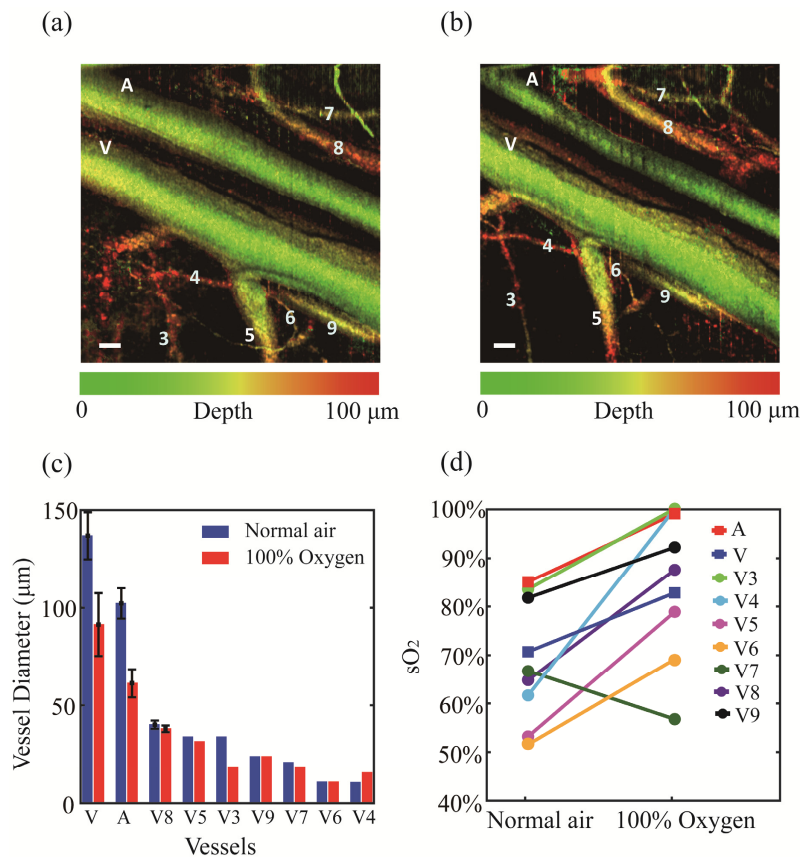 (a)
A
V
7
8
4
3
5
6
9
0 Depth 100 μm
(b)
A
V
7
8
4
3
5
6
9
0 Depth 100 μm
(c)
Vessel Diameter (μm)
150
100
50
0
Normal air
100% Oxygen
V A V8 V5 V3 V9 V7 V6 V4
Vessels
(d)
sO2
100%
90%
80%
70%
60%
50%
40%
A
V
V3
V4
V5
V6
V7
V8
V9
Normal air 100% Oxygen